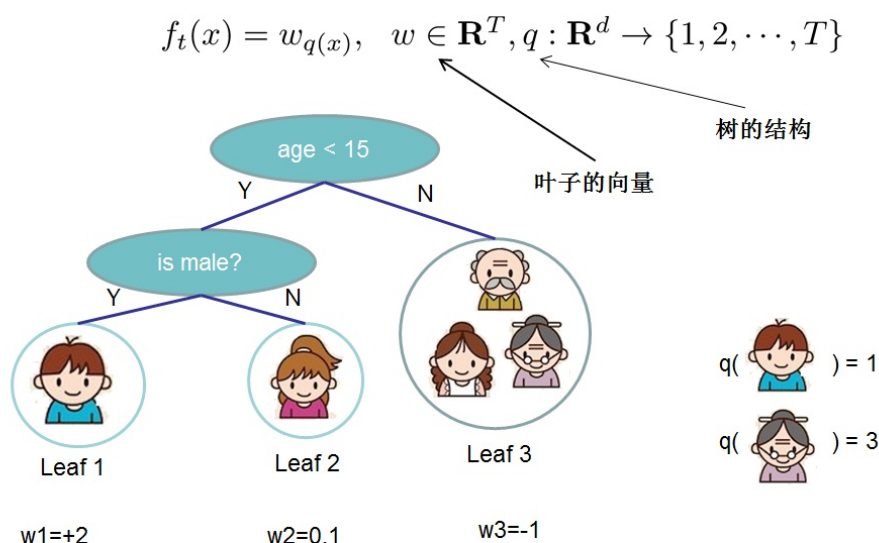 f_t(x) = w_{q(x)}, w ∈ R^T, q : R^d → {1, 2, ⋯, T}
树的结构
叶子的向量
age < 15
Y
N
is male?
Y
N
q( ) = 1
q( ) = 3
Leaf 1
Leaf 2
Leaf 3
w1=+2
w2=0.1
w3=-1